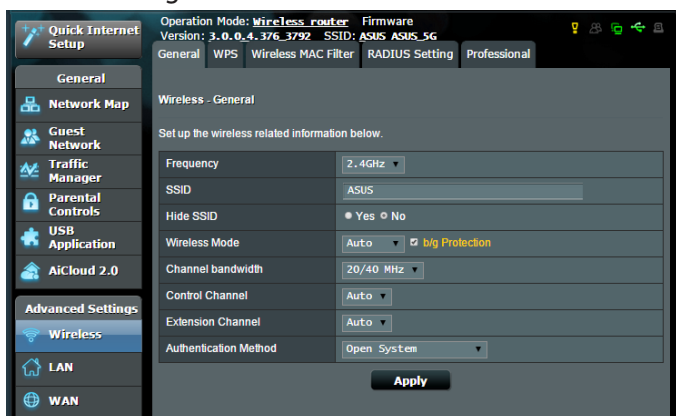 Quick Internet
Setup
Operation Mode: Wireless router Firmware
Version: 3.0.0.4.376_3792 SSID: ASUS ASUS_5G
General WPS Wireless MAC Filter RADIUS Setting Professional
General
Network Map
Guest
Network
Traffic
Manager
Parental
Controls
USB
Application
AiCloud 2.0
Advanced Settings
Wireless
LAN
WAN
Wireless - General
Set up the wireless related information below.
Frequency 2.4GHz
SSID ASUS
Hide SSID Yes No
Wireless Mode Auto b/g Protection
Channel bandwidth 20/40 MHz
Control Channel Auto
Extension Channel Auto
Authentication Method Open System
Apply